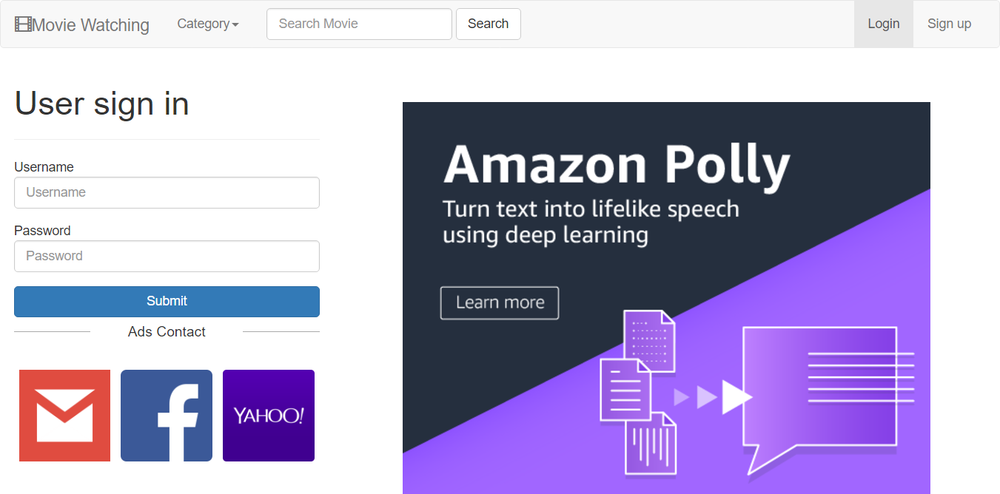 Movie Watching
Category
Search Movie
Search
Login
Sign up
User sign in
Username
Username
Password
Password
Submit
Ads Contact
YAHOO!
Amazon Polly
Turn text into lifelike speech
using deep learning
Learn more